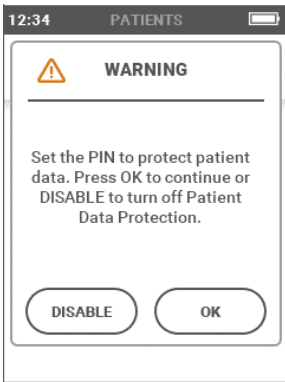 12:34 PATIENTS
WARNING
Set the PIN to protect patient
data. Press OK to continue or
DISABLE to turn off Patient
Data Protection.
DISABLE OK